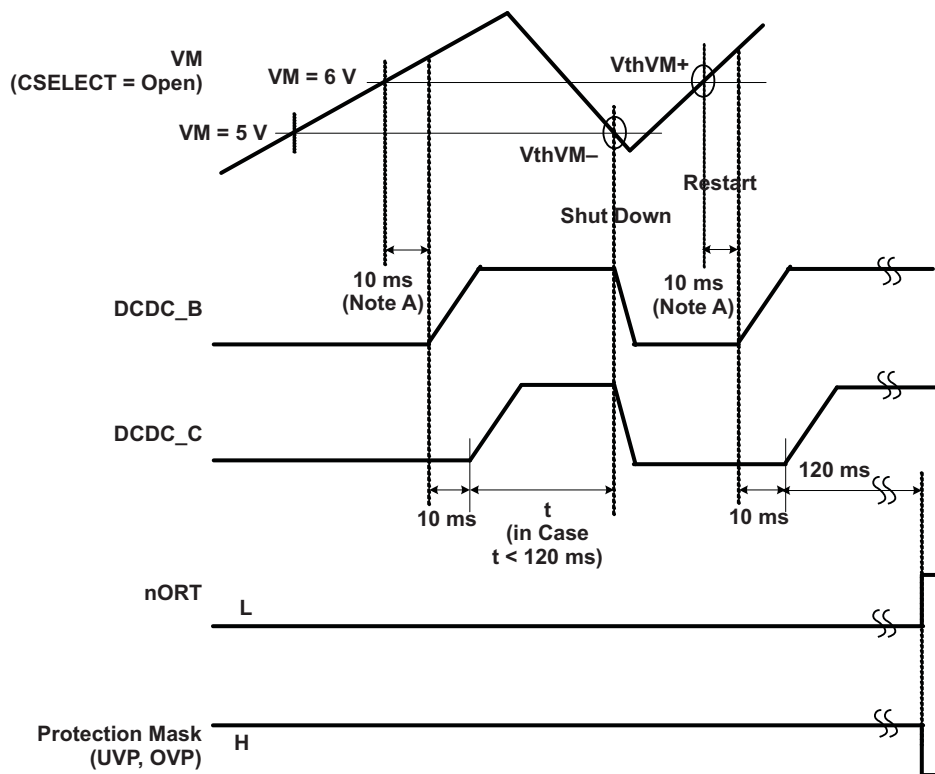 VM
(CSELECT = Open)
VM = 6 V
VthVM+
VM = 5 V
VthVM–
Restart
Shut Down
10 ms
(Note A)
10 ms
(Note A)
DCDC_B
DCDC_C
120 ms
10 ms
t
(in Case
t < 120 ms)
10 ms
nORT
L
Protection Mask
(UVP, OVP)
H